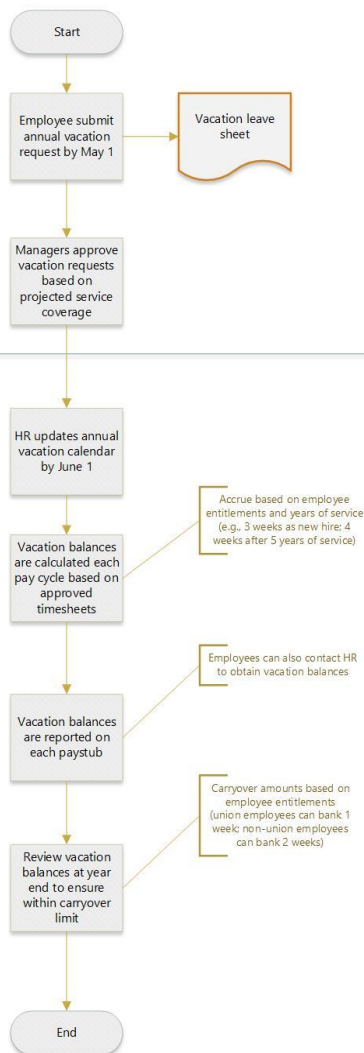 Start
Employee submit
annual vacation
request by May 1
Vacation leave
sheet
Managers approve
vacation requests
based on
projected service
coverage
HR updates annual
vacation calendar
by June 1
Accrue based on employee
entitlements and years of service
(e.g., 3 weeks as new hire; 4
weeks after 5 years of service)
Vacation balances
are calculated each
pay cycle based on
approved
timesheets
Employees can also contact HR
to obtain vacation balances
Vacation balances
are reported on
each paystub
Carryover amounts based on
employee entitlements
(union employees can bank 1
week; non-union employees
can bank 2 weeks)
Review vacation
balances at year
end to ensure
within carryover
limit
End